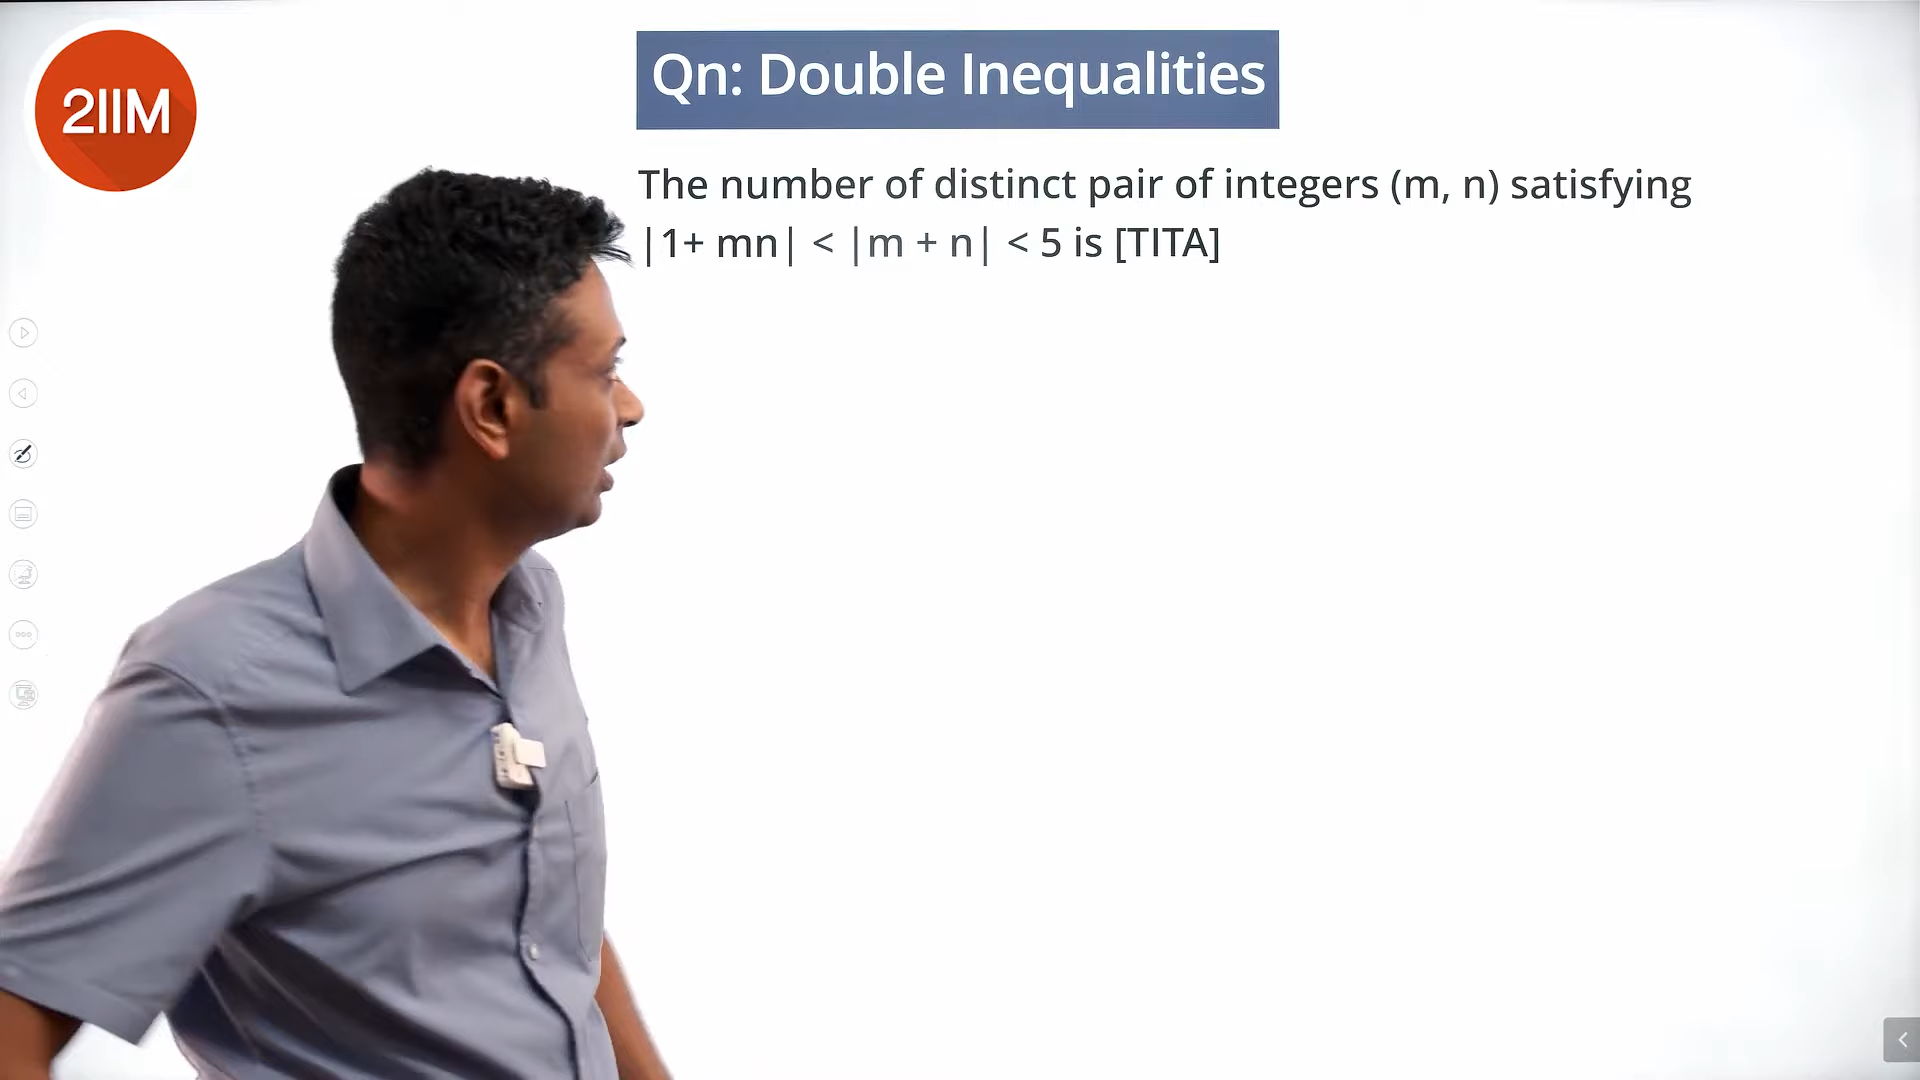 2IIM
Qn: Double Inequalities
The number of distinct pair of integers (m, n) satisfying
|1+ mn| < |m + n| < 5 is [TITA]